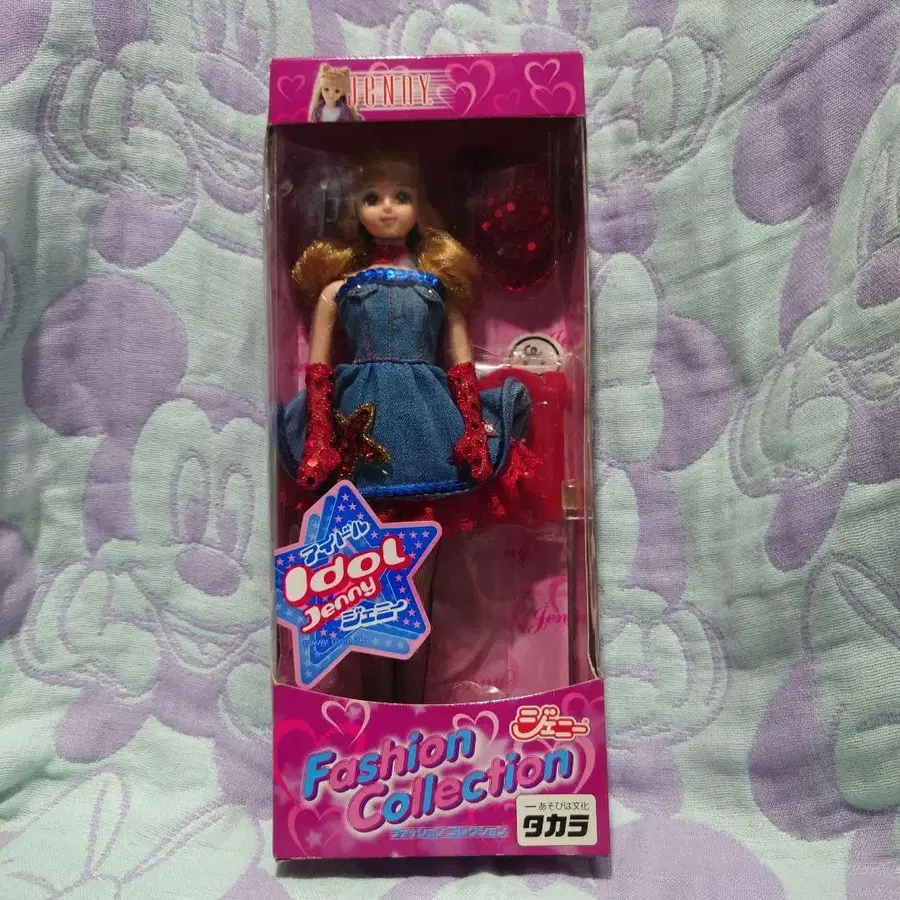 JENNY
アイドル
Idol
Jenny
ジェニー
Jenny
ジェニー
Fashion
Collection
ファッション コレクション
ーあそびは文化
タカラ